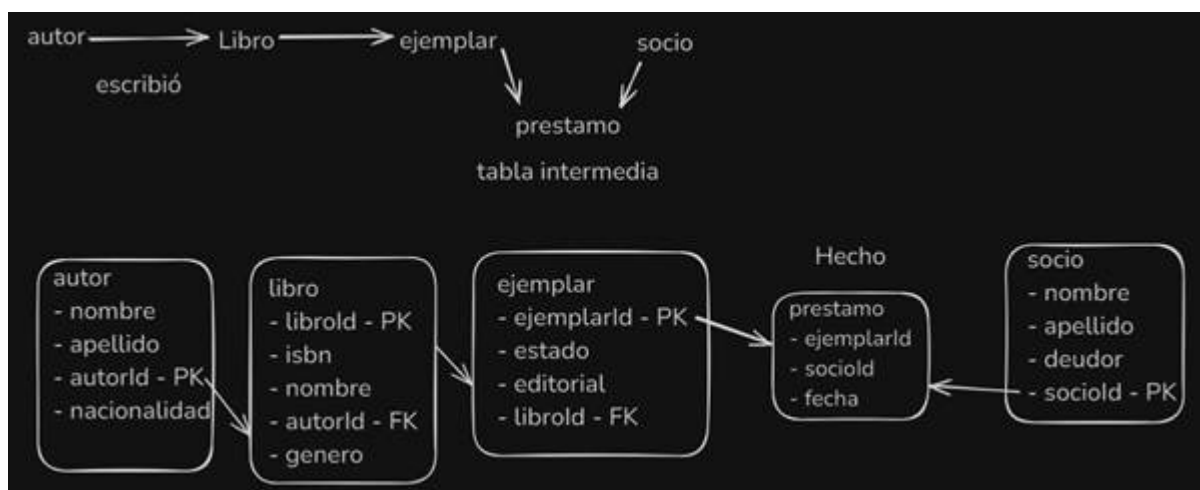 autor
Libro
ejemplar
socio
escribió
prestamo
tabla intermedia
autor
- nombre
- apellido
- autorId - PK
- nacionalidad
libro
- libroId - PK
- isbn
- nombre
- autorId - FK
- genero
ejemplar
- ejemplarId - PK
- estado
- editorial
- libroId - FK
Hecho
prestamo
- ejemplarId
- socioId
- fecha
socio
- nombre
- apellido
- deudor
- socioId - PK